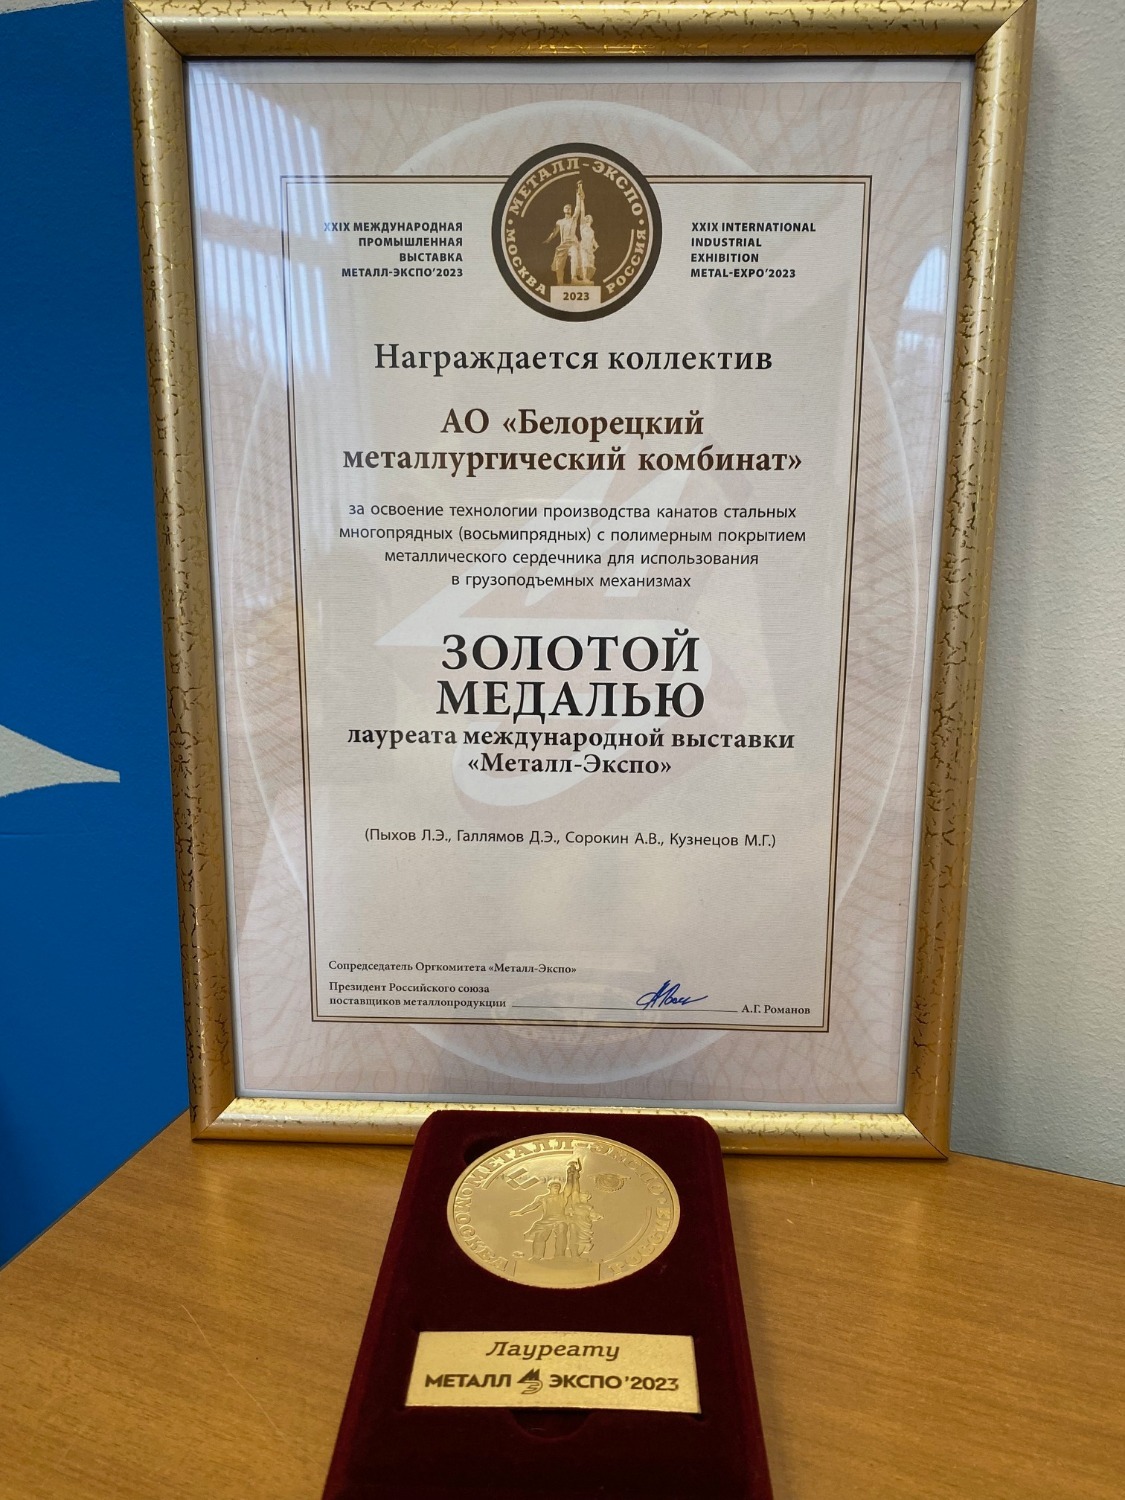 XXIX МЕЖДУНАРОДНАЯ
ПРОМЫШЛЕННАЯ
ВЫСТАВКА
МЕТАЛЛ-ЭКСПО'2023
МЕТАЛЛ-ЭКСПО
МОСКВА РОССИЯ
2023
XXIX INTERNATIONAL
INDUSTRIAL
EXHIBITION
METAL-EXPO'2023
Награждается коллектив
АО «Белорецкий
металлургический комбинат»
за освоение технологии производства канатов стальных
многопрядных (восьмипрядных) с полимерным покрытием
металлического сердечника для использования
в грузоподъемных механизмах
ЗОЛОТОЙ
МЕДАЛЬЮ
лауреата международной выставки
«Металл-Экспо»
(Пыхов Л.Э., Галлямов Д.Э., Сорокин А.В., Кузнецов М.Г.)
Сопредседатель Оргкомитета «Металл-Экспо»
Президент Российского союза
поставщиков металлопродукции
А.Г. Романов
МЕТАЛЛ-ЭКСПО
Лауреату
МЕТАЛЛ ЭКСПО'2023